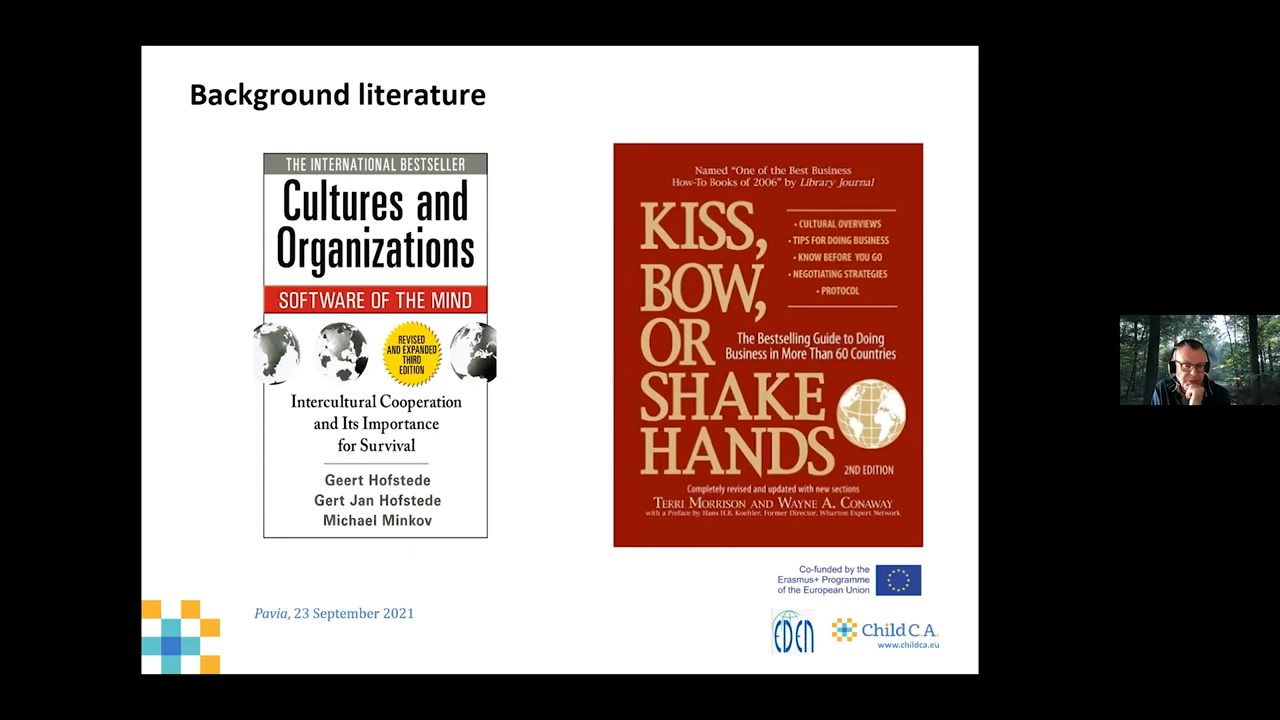 Background literature
THE INTERNATIONAL BESTSELLER
Cultures and
Organizations
SOFTWARE OF THE MIND
REVISED
AND EXPANDED
THIRD
EDITION
Intercultural Cooperation
and Its Importance
for Survival
Geert Hofstede
Gert Jan Hofstede
Michael Minkov
Named "One of the Best Business
How-To Books of 2006" by Library Journal
KISS,
BOW,
OR
SHAKE
HANDS
• CULTURAL OVERVIEWS
• TIPS FOR DOING BUSINESS
• KNOW BEFORE YOU GO
• NEGOTIATING STRATEGIES
• PROTOCOL
The Bestselling Guide to Doing
Business in More Than 60 Countries
2ND EDITION
Completely revised and updated with new sections
TERRI MORRISON AND WAYNE A. CONAWAY
with a Preface by Hans H.B. Koehler, Former Director, Wharton Export Network
Co-funded by the
Erasmus+ Programme
of the European Union
Pavia, 23 September 2021
EDEN
Child C.A.
www.childca.eu